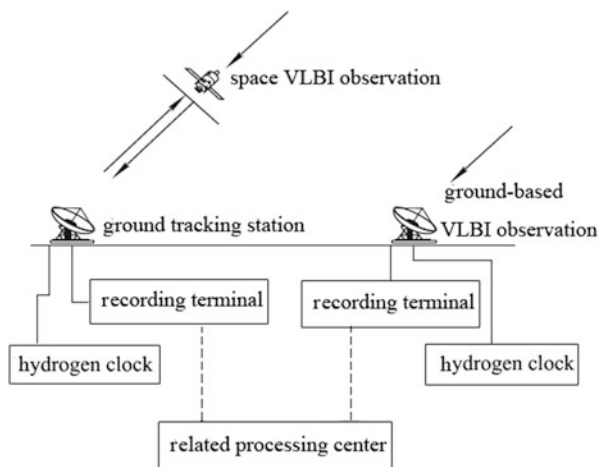 space VLBI observation
ground-based
ground tracking station
VLBI observation
recording terminal
recording terminal
hydrogen clock
hydrogen clock
related processing center